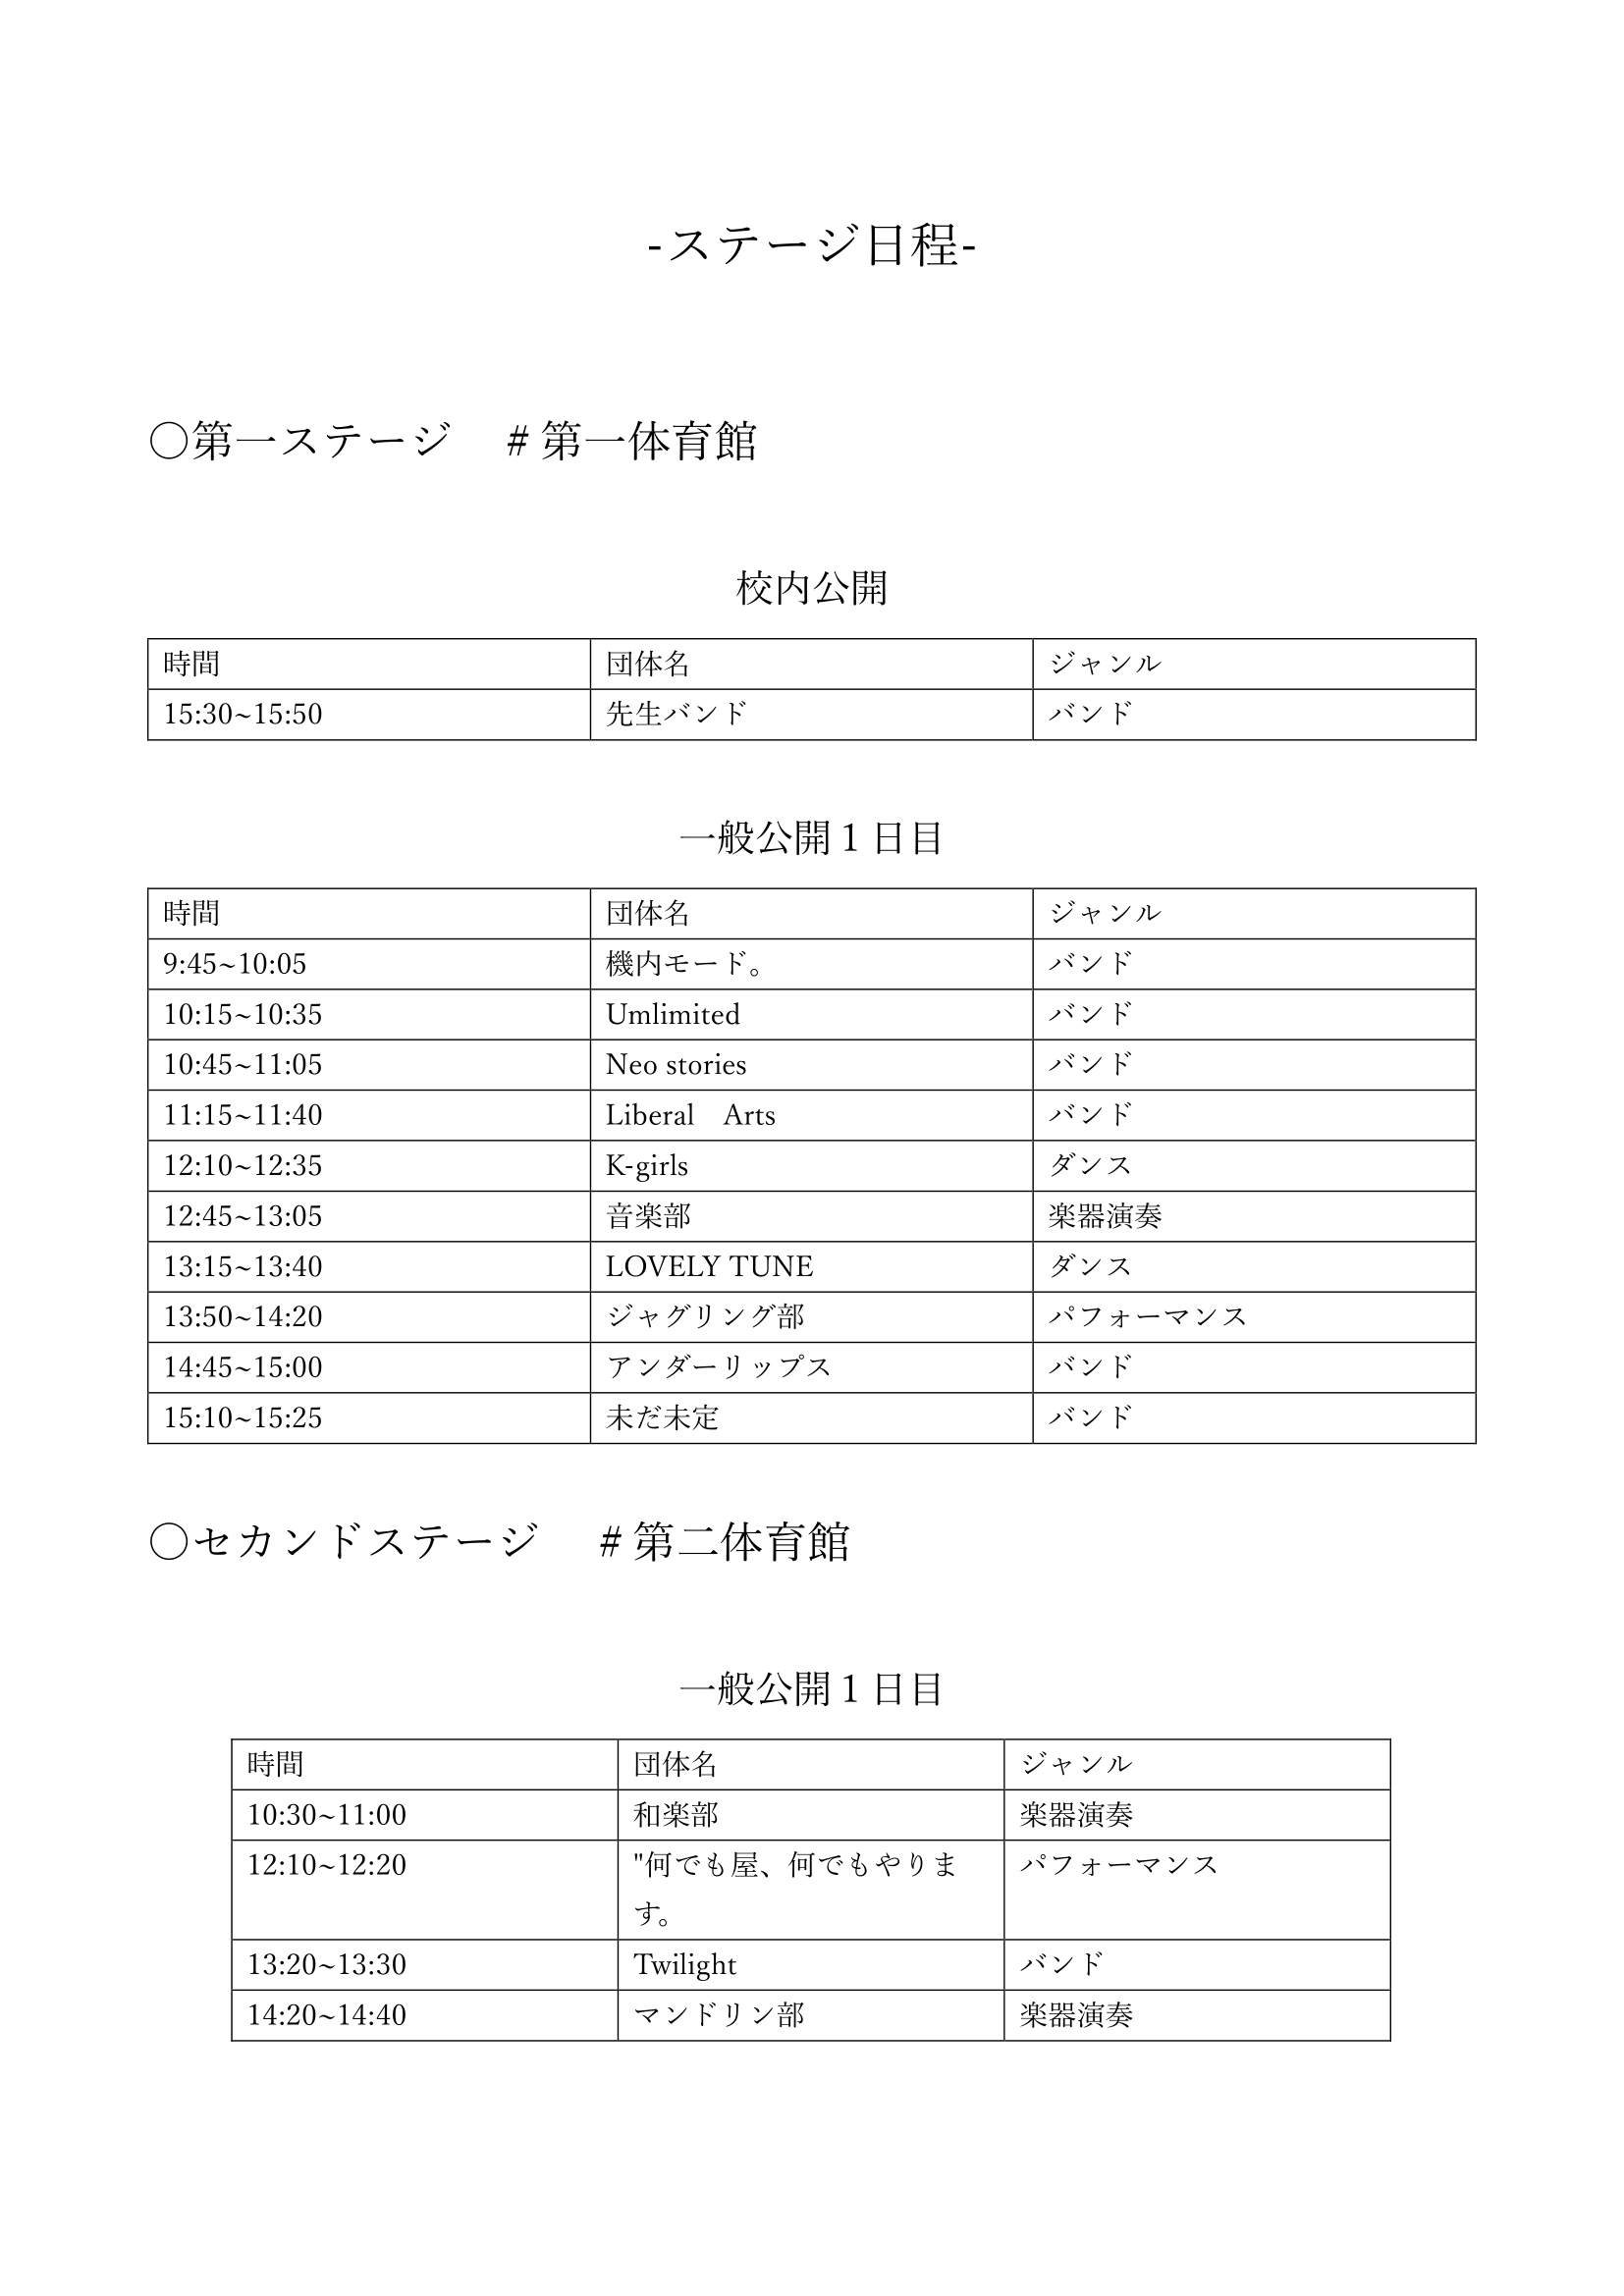 -ステージ日程-
〇第一ステージ　＃第一体育館
校内公開
時間 団体名 ジャンル
15:30~15:50 先生バンド バンド
一般公開 1 日目
時間 団体名 ジャンル
9:45~10:05 機内モード。 バンド
10:15~10:35 Umlimited バンド
10:45~11:05 Neo stories バンド
11:15~11:40 Liberal　Arts バンド
12:10~12:35 K-girls ダンス
12:45~13:05 音楽部 楽器演奏
13:15~13:40 LOVELY TUNE ダンス
13:50~14:20 ジャグリング部 パフォーマンス
14:45~15:00 アンダーリップス バンド
15:10~15:25 未だ未定 バンド
〇セカンドステージ　＃第二体育館
一般公開 1 日目
時間 団体名 ジャンル
10:30~11:00 和楽部 楽器演奏
12:10~12:20 "何でも屋、何でもやりま パフォーマンス
す。
13:20~13:30 Twilight バンド
14:20~14:40 マンドリン部 楽器演奏